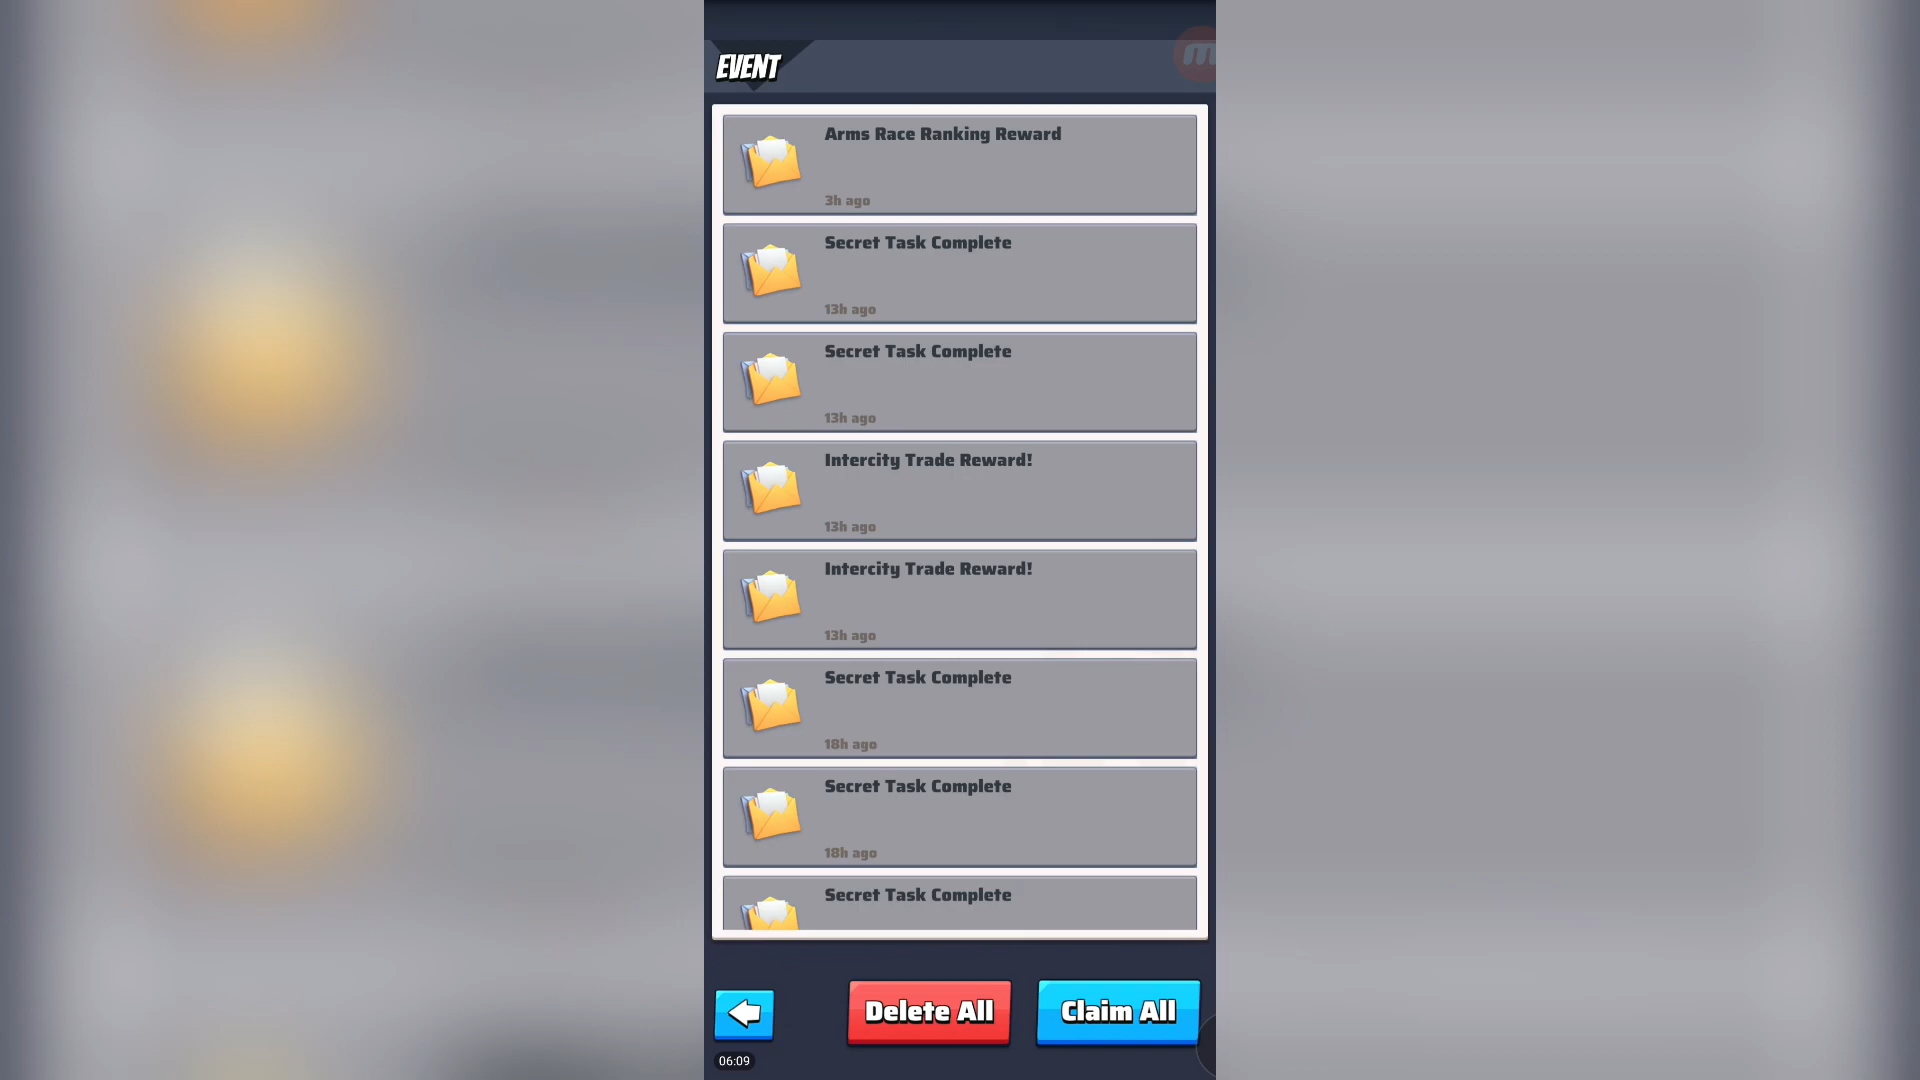 EVENT
Arms Race Ranking Reward
3h ago
Secret Task Complete
13h ago
Secret Task Complete
13h ago
Intercity Trade Reward!
13h ago
Intercity Trade Reward!
13h ago
Secret Task Complete
18h ago
Secret Task Complete
18h ago
Secret Task Complete
Delete All
Claim All
06:09